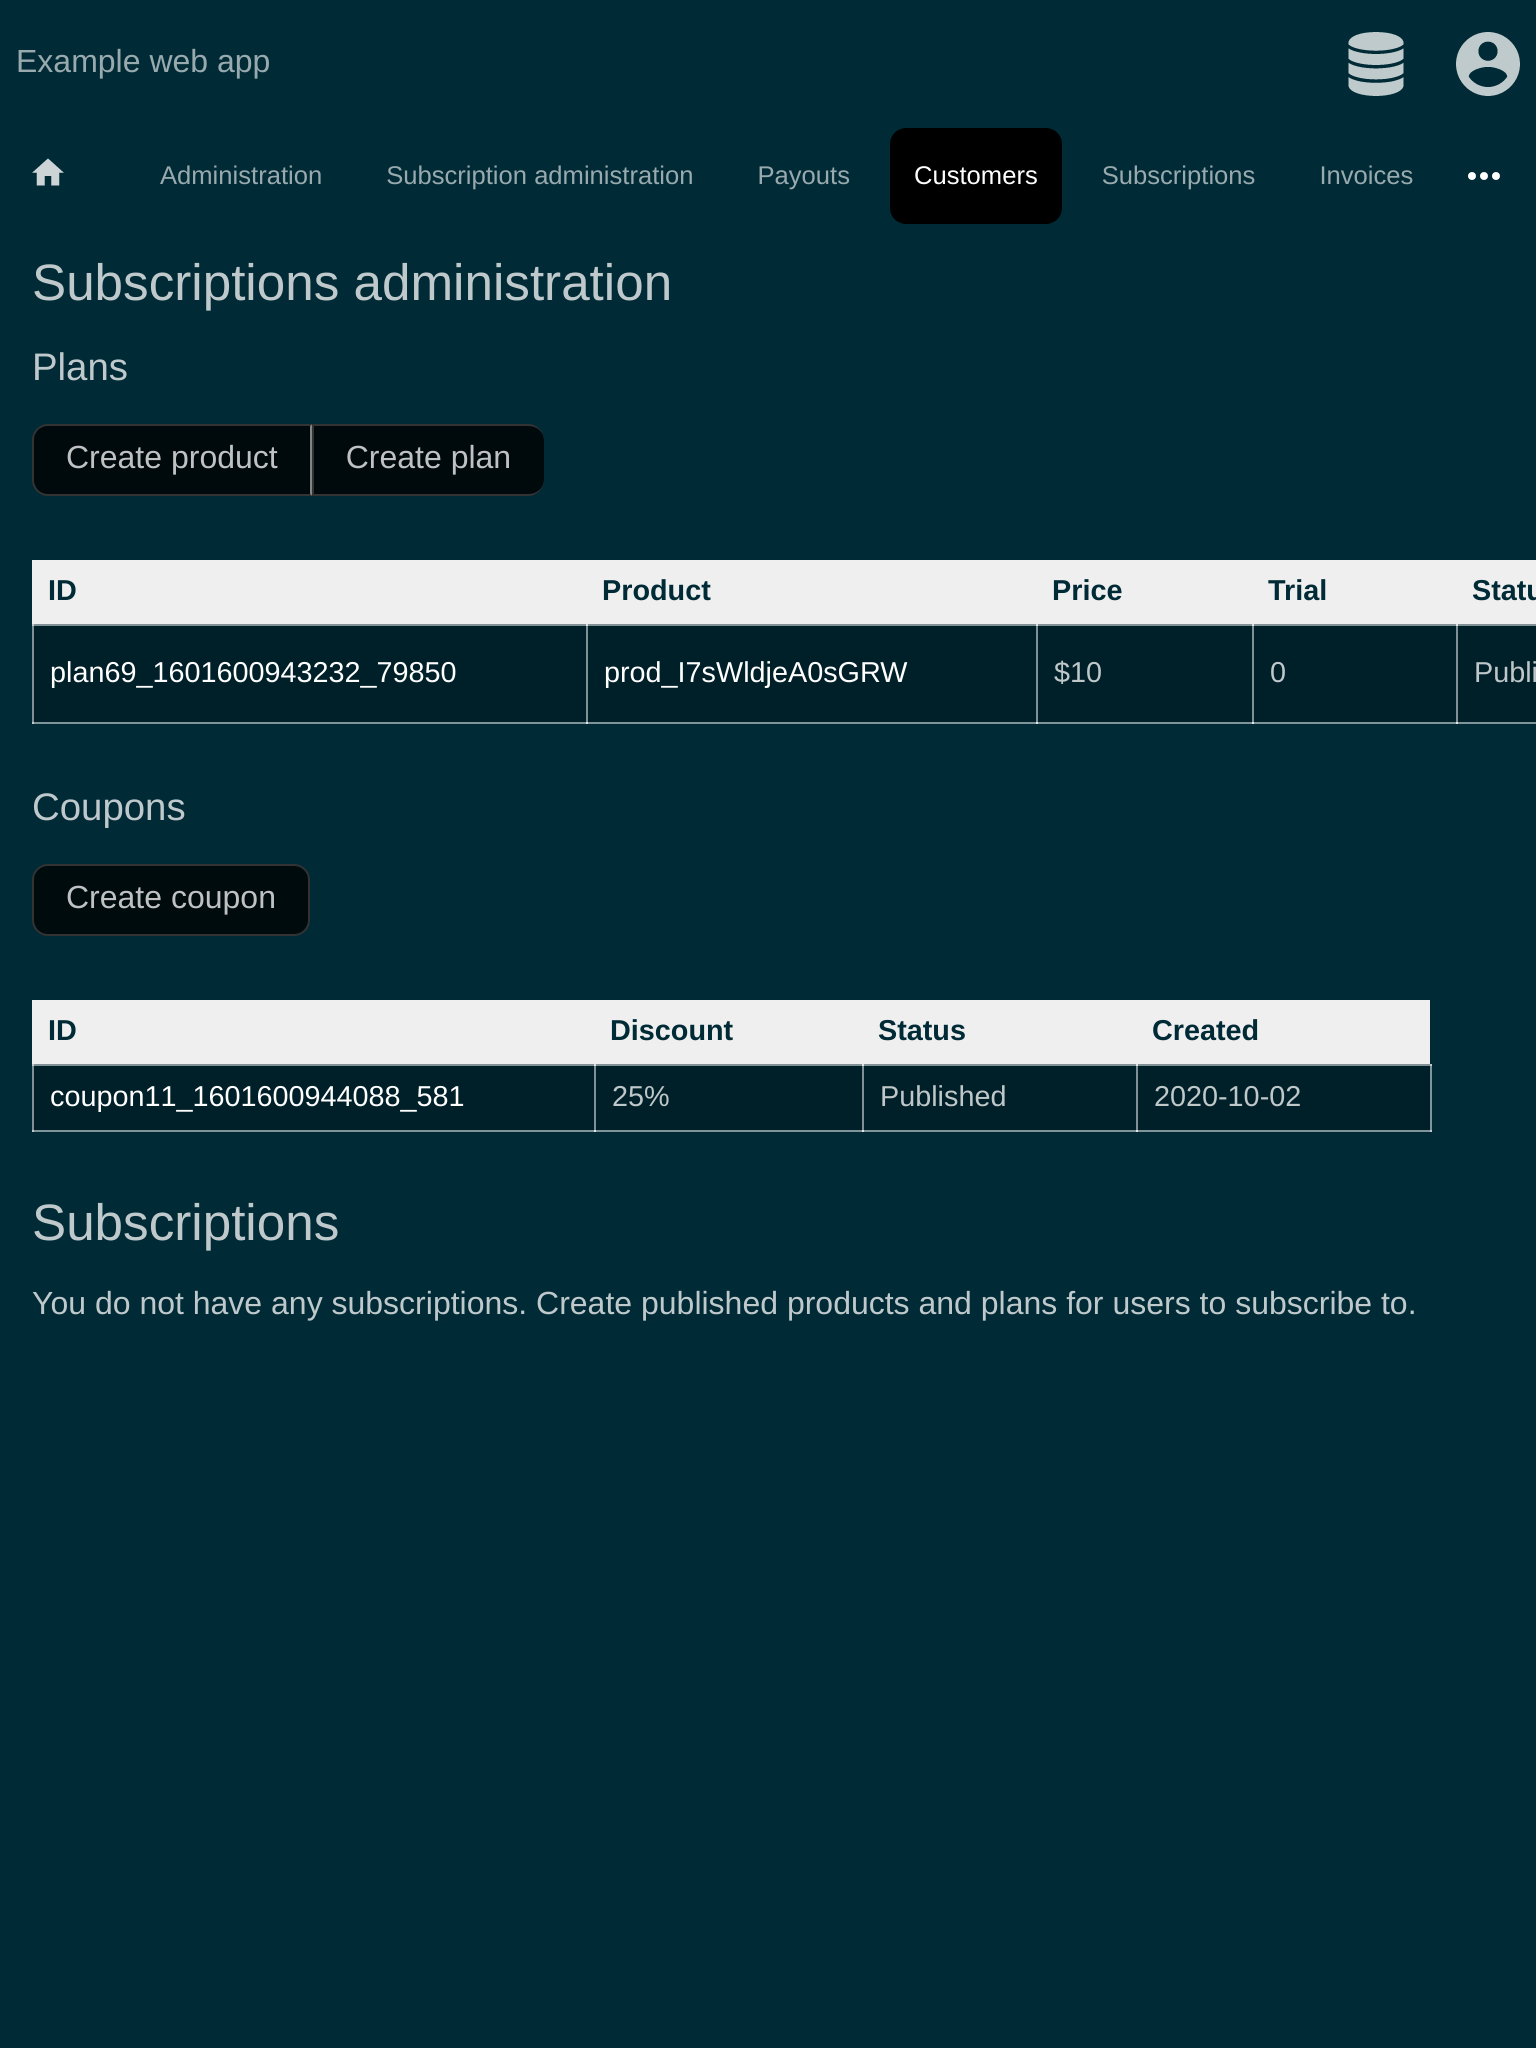 Example web app
Administration Subscription administration Payouts Customers Subscriptions Invoices
Subscriptions administration
Plans
Create product Create plan
ID Product Price Trial Statu
plan69_1601600943232_79850 prod_I7sWldjeA0sGRW $10 0 Publi
Coupons
Create coupon
ID Discount Status Created
coupon11_1601600944088_581 25% Published 2020-10-02
Subscriptions
You do not have any subscriptions. Create published products and plans for users to subscribe to.